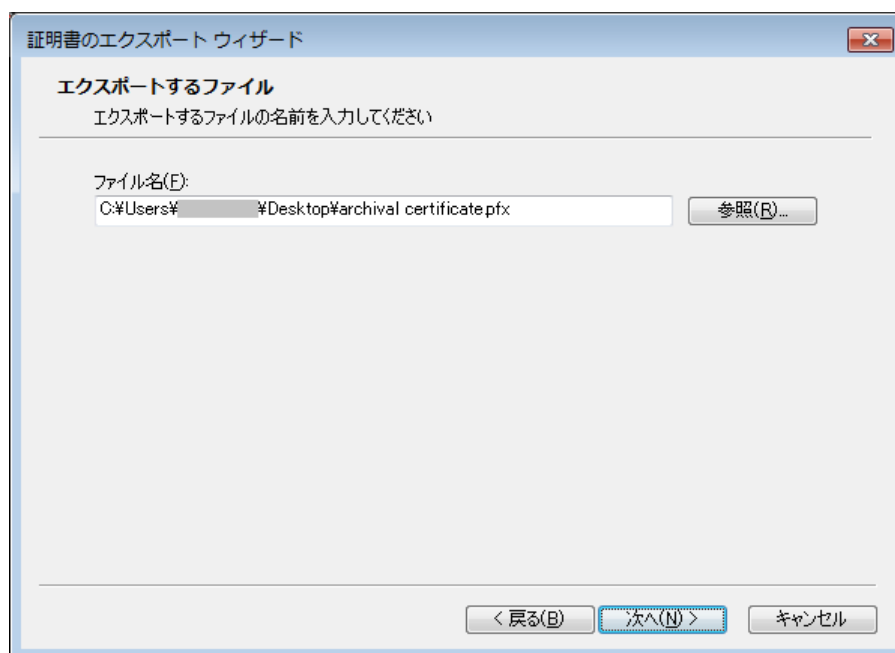 証明書のエクスポート ウィザード
エクスポートするファイル
エクスポートするファイルの名前を入力してください
ファイル名(F):
C:¥Users¥ ¥Desktop¥archival certificate.pfx
参照(R)...
< 戻る(B)
次へ(N) >
キャンセル